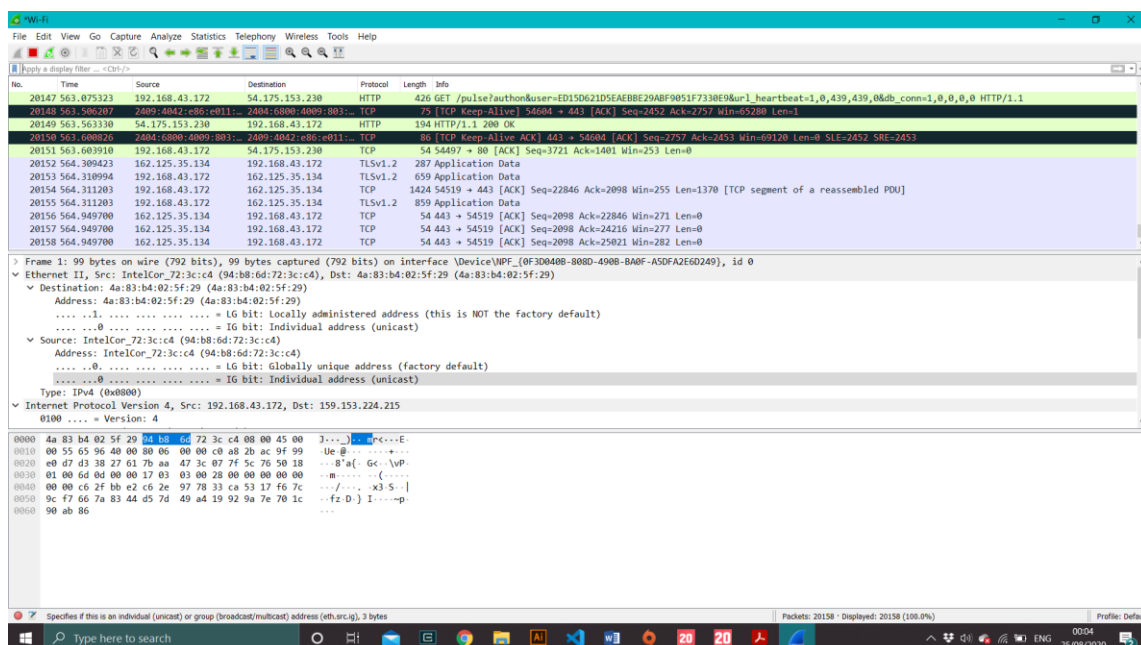 *Wi-Fi
File Edit View Go Capture Analyze Statistics Telephony Wireless Tools Help
Apply a display filter ... <Ctrl-/>
No. Time Source Destination Protocol Length Info
20147 563.075323 192.168.43.172 54.175.153.230 HTTP 426 GET /pulse?authon&user=ED15D621D5EAEBBE29ABF9051F7330E9&url_heartbeat=1,0,439,439,0&db_conn=1,0,0,0,0 HTTP/1.1
20148 563.506207 2409:4042:e86:e011:… 2404:6800:4009:803:… TCP 75 [TCP Keep-Alive] 54604 → 443 [ACK] Seq=2452 Ack=2757 Win=65280 Len=1
20149 563.563330 54.175.153.230 192.168.43.172 HTTP 194 HTTP/1.1 200 OK
20150 563.600826 2404:6800:4009:803:… 2409:4042:e86:e011:… TCP 86 [TCP Keep-Alive ACK] 443 → 54604 [ACK] Seq=2757 Ack=2453 Win=69120 Len=0 SLE=2452 SRE=2453
20151 563.603910 192.168.43.172 54.175.153.230 TCP 54 54497 → 80 [ACK] Seq=3721 Ack=1401 Win=253 Len=0
20152 564.309423 162.125.35.134 192.168.43.172 TLSv1.2 287 Application Data
20153 564.310994 192.168.43.172 162.125.35.134 TLSv1.2 659 Application Data
20154 564.311203 192.168.43.172 162.125.35.134 TCP 1424 54519 → 443 [ACK] Seq=22846 Ack=2098 Win=255 Len=1370 [TCP segment of a reassembled PDU]
20155 564.311203 192.168.43.172 162.125.35.134 TLSv1.2 859 Application Data
20156 564.949700 162.125.35.134 192.168.43.172 TCP 54 443 → 54519 [ACK] Seq=2098 Ack=22846 Win=271 Len=0
20157 564.949700 162.125.35.134 192.168.43.172 TCP 54 443 → 54519 [ACK] Seq=2098 Ack=24216 Win=277 Len=0
20158 564.949700 162.125.35.134 192.168.43.172 TCP 54 443 → 54519 [ACK] Seq=2098 Ack=25021 Win=282 Len=0
Frame 1: 99 bytes on wire (792 bits), 99 bytes captured (792 bits) on interface \Device\NPF_{0F3D040B-808D-490B-BA0F-A5DFA2E6D249}, id 0
Ethernet II, Src: IntelCor_72:3c:c4 (94:b8:6d:72:3c:c4), Dst: 4a:83:b4:02:5f:29 (4a:83:b4:02:5f:29)
Destination: 4a:83:b4:02:5f:29 (4a:83:b4:02:5f:29)
Address: 4a:83:b4:02:5f:29 (4a:83:b4:02:5f:29)
.... ..1. .... .... .... .... = LG bit: Locally administered address (this is NOT the factory default)
.... ...0 .... .... .... .... = IG bit: Individual address (unicast)
Source: IntelCor_72:3c:c4 (94:b8:6d:72:3c:c4)
Address: IntelCor_72:3c:c4 (94:b8:6d:72:3c:c4)
.... ..0. .... .... .... .... = LG bit: Globally unique address (factory default)
.... ...0 .... .... .... .... = IG bit: Individual address (unicast)
Type: IPv4 (0x0800)
Internet Protocol Version 4, Src: 192.168.43.172, Dst: 159.153.224.215
0100 .... = Version: 4
0000 4a 83 b4 02 5f 29 94 b8 6d 72 3c c4 08 00 45 00 J···_)·· mr<···E·
0010 00 55 65 96 40 00 80 06 00 00 c0 a8 2b ac 9f 99 ·Ue·@··· ····+···
0020 e0 d7 d3 38 27 61 7b aa 47 3c 07 7f 5c 76 50 18 ···8'a{· G<··\vP·
0030 01 00 6d 0d 00 00 17 03 03 00 28 00 00 00 00 00 ··m····· ··(·····
0040 00 00 c6 2f bb e2 c6 2e 97 78 33 ca 53 17 f6 7c ···/···. ·x3·S··|
0050 9c f7 66 7a 83 44 d5 7d 49 a4 19 92 9a 7e 70 1c ··fz·D·} I····~p·
0060 90 ab 86 ···
Specifies if this is an individual (unicast) or group (broadcast/multicast) address (eth.src.ig), 3 bytes Packets: 20158 · Displayed: 20158 (100.0%) Profile: Defau
Type here to search Ai 20 20 ENG 00:04
25/08/2020